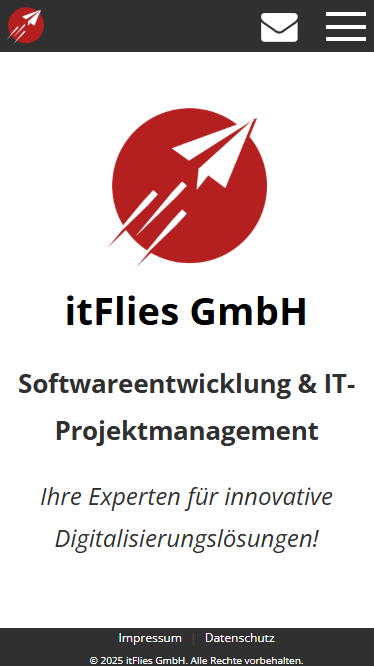 itFlies GmbH
Softwareentwicklung & IT-
Projektmanagement
Ihre Experten für innovative
Digitalisierungslösungen!
Impressum | Datenschutz
© 2025 itFlies GmbH. Alle Rechte vorbehalten.